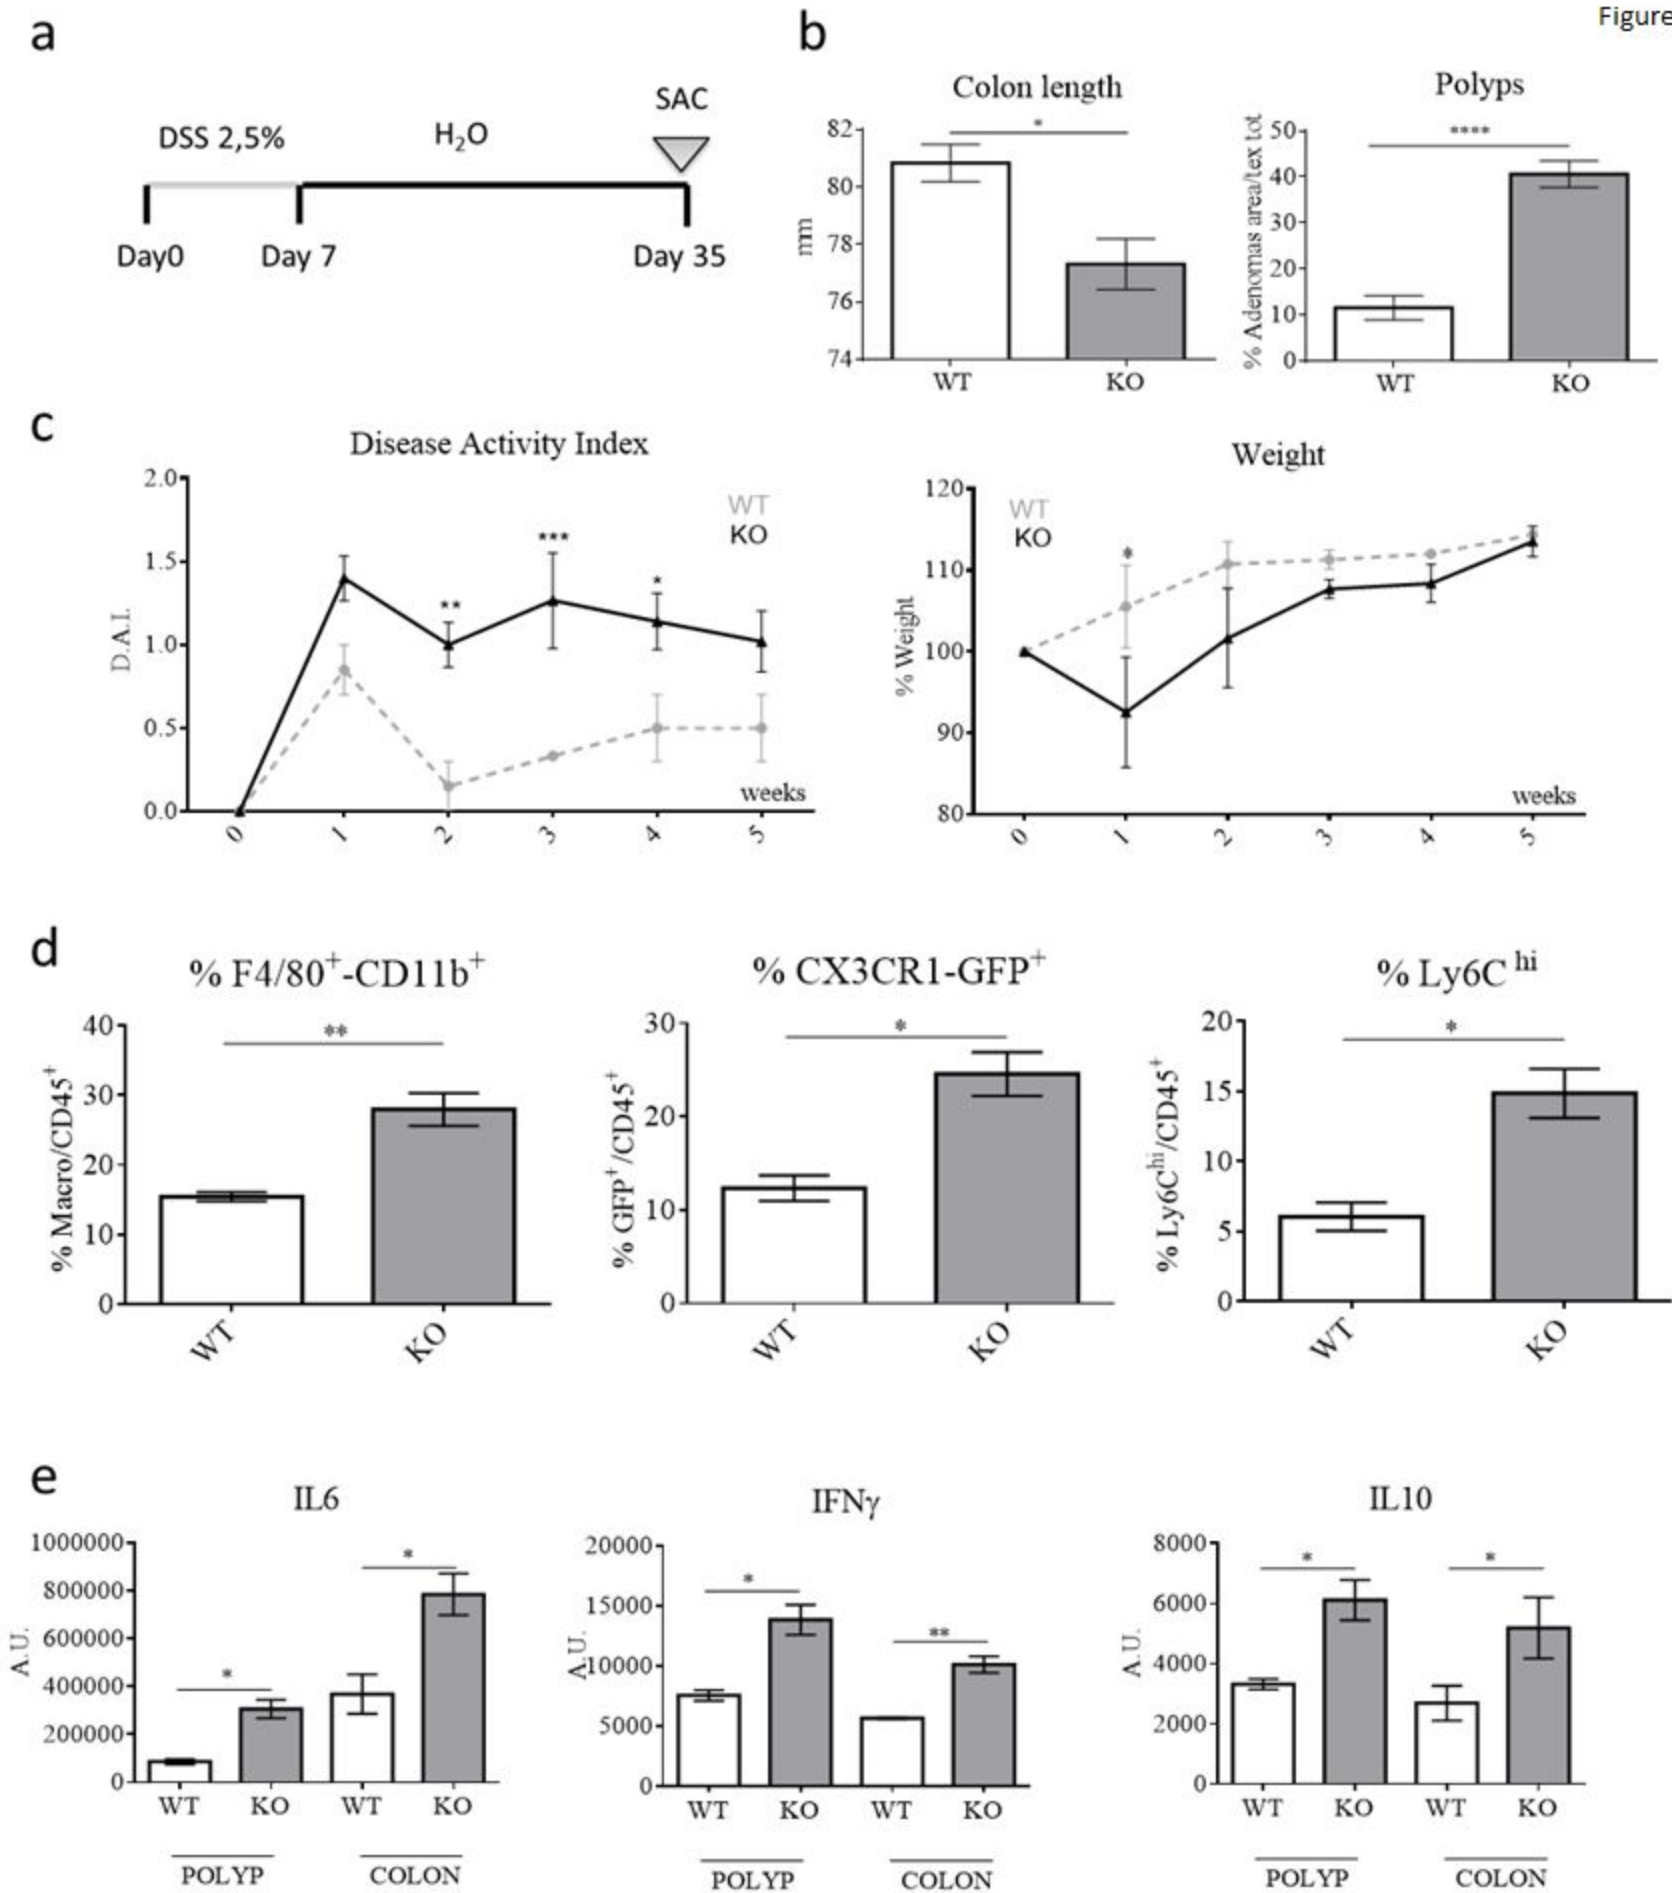 Figure
a
SAC
DSS 2,5%
H₂O
Day0
Day 7
Day 35
b
Colon length
*
82
80
78
76
74
mm
WT
KO
Polyps
****
50
40
30
20
10
0
% Adenomas area/tex tot
WT
KO
c
Disease Activity Index
2.0
1.5
1.0
0.5
0.0
D.A.I.
WT
KO
**
***
*
weeks
0
1
2
3
4
5
Weight
120
110
100
90
80
% Weight
WT
KO
*
weeks
0
1
2
3
4
5
d
% F4/80⁺-CD11b⁺
**
40
30
20
10
0
% Macro/CD45⁺
WT
KO
% CX3CR1-GFP⁺
*
30
20
10
0
% GFP⁺/CD45⁺
WT
KO
% Ly6C ʰⁱ
*
20
15
10
5
0
% Ly6Cʰⁱ/CD45⁺
WT
KO
e
IL6
1000000
800000
600000
400000
200000
0
A.U.
*
*
WT KO WT KO
POLYP COLON
IFNγ
20000
15000
10000
5000
0
A.U.
*
**
WT KO WT KO
POLYP COLON
IL10
8000
6000
4000
2000
0
A.U.
*
*
WT KO WT KO
POLYP COLON